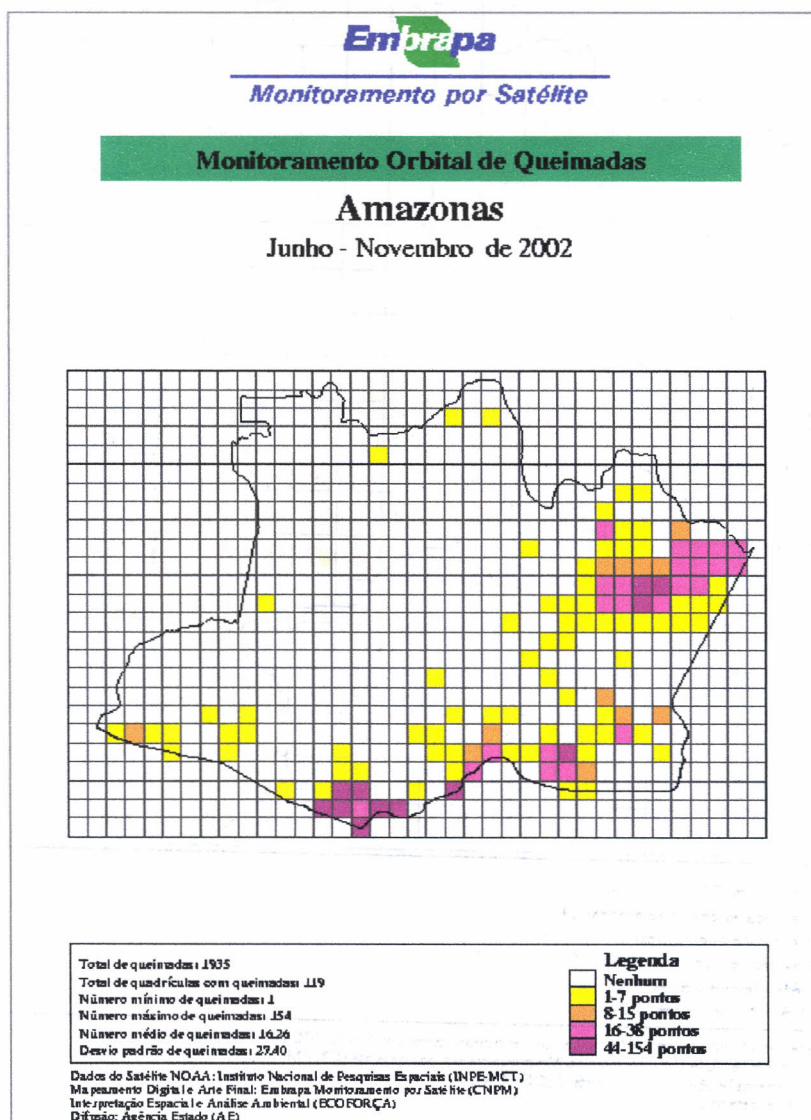 Embrapa
Monitoramento por Satélite
Monitoramento Orbital de Queimadas
Amazonas
Junho - Novembro de 2002
Total de queimadas: 1935
Total de quadrículas com queimadas: 119
Número mínimo de queimadas: 1
Número máximo de queimadas: 154
Número médio de queimadas: 16.26
Desvio padrão de queimadas: 27.40
Legenda
Nenhum
1-7 pontos
8-15 pontos
16-38 pontos
44-154 pontos
Dados do Satélite NOAA: Instituto Nacional de Pesquisas Espaciais (INPE-MCT)
Mapeamento Digital e Arte Final: Embrapa Monitoramento por Satélite (CNPM)
Interpretação Espacial e Análise Ambiental (ECOFORÇA)
Difusão: Agência Estado (AE)